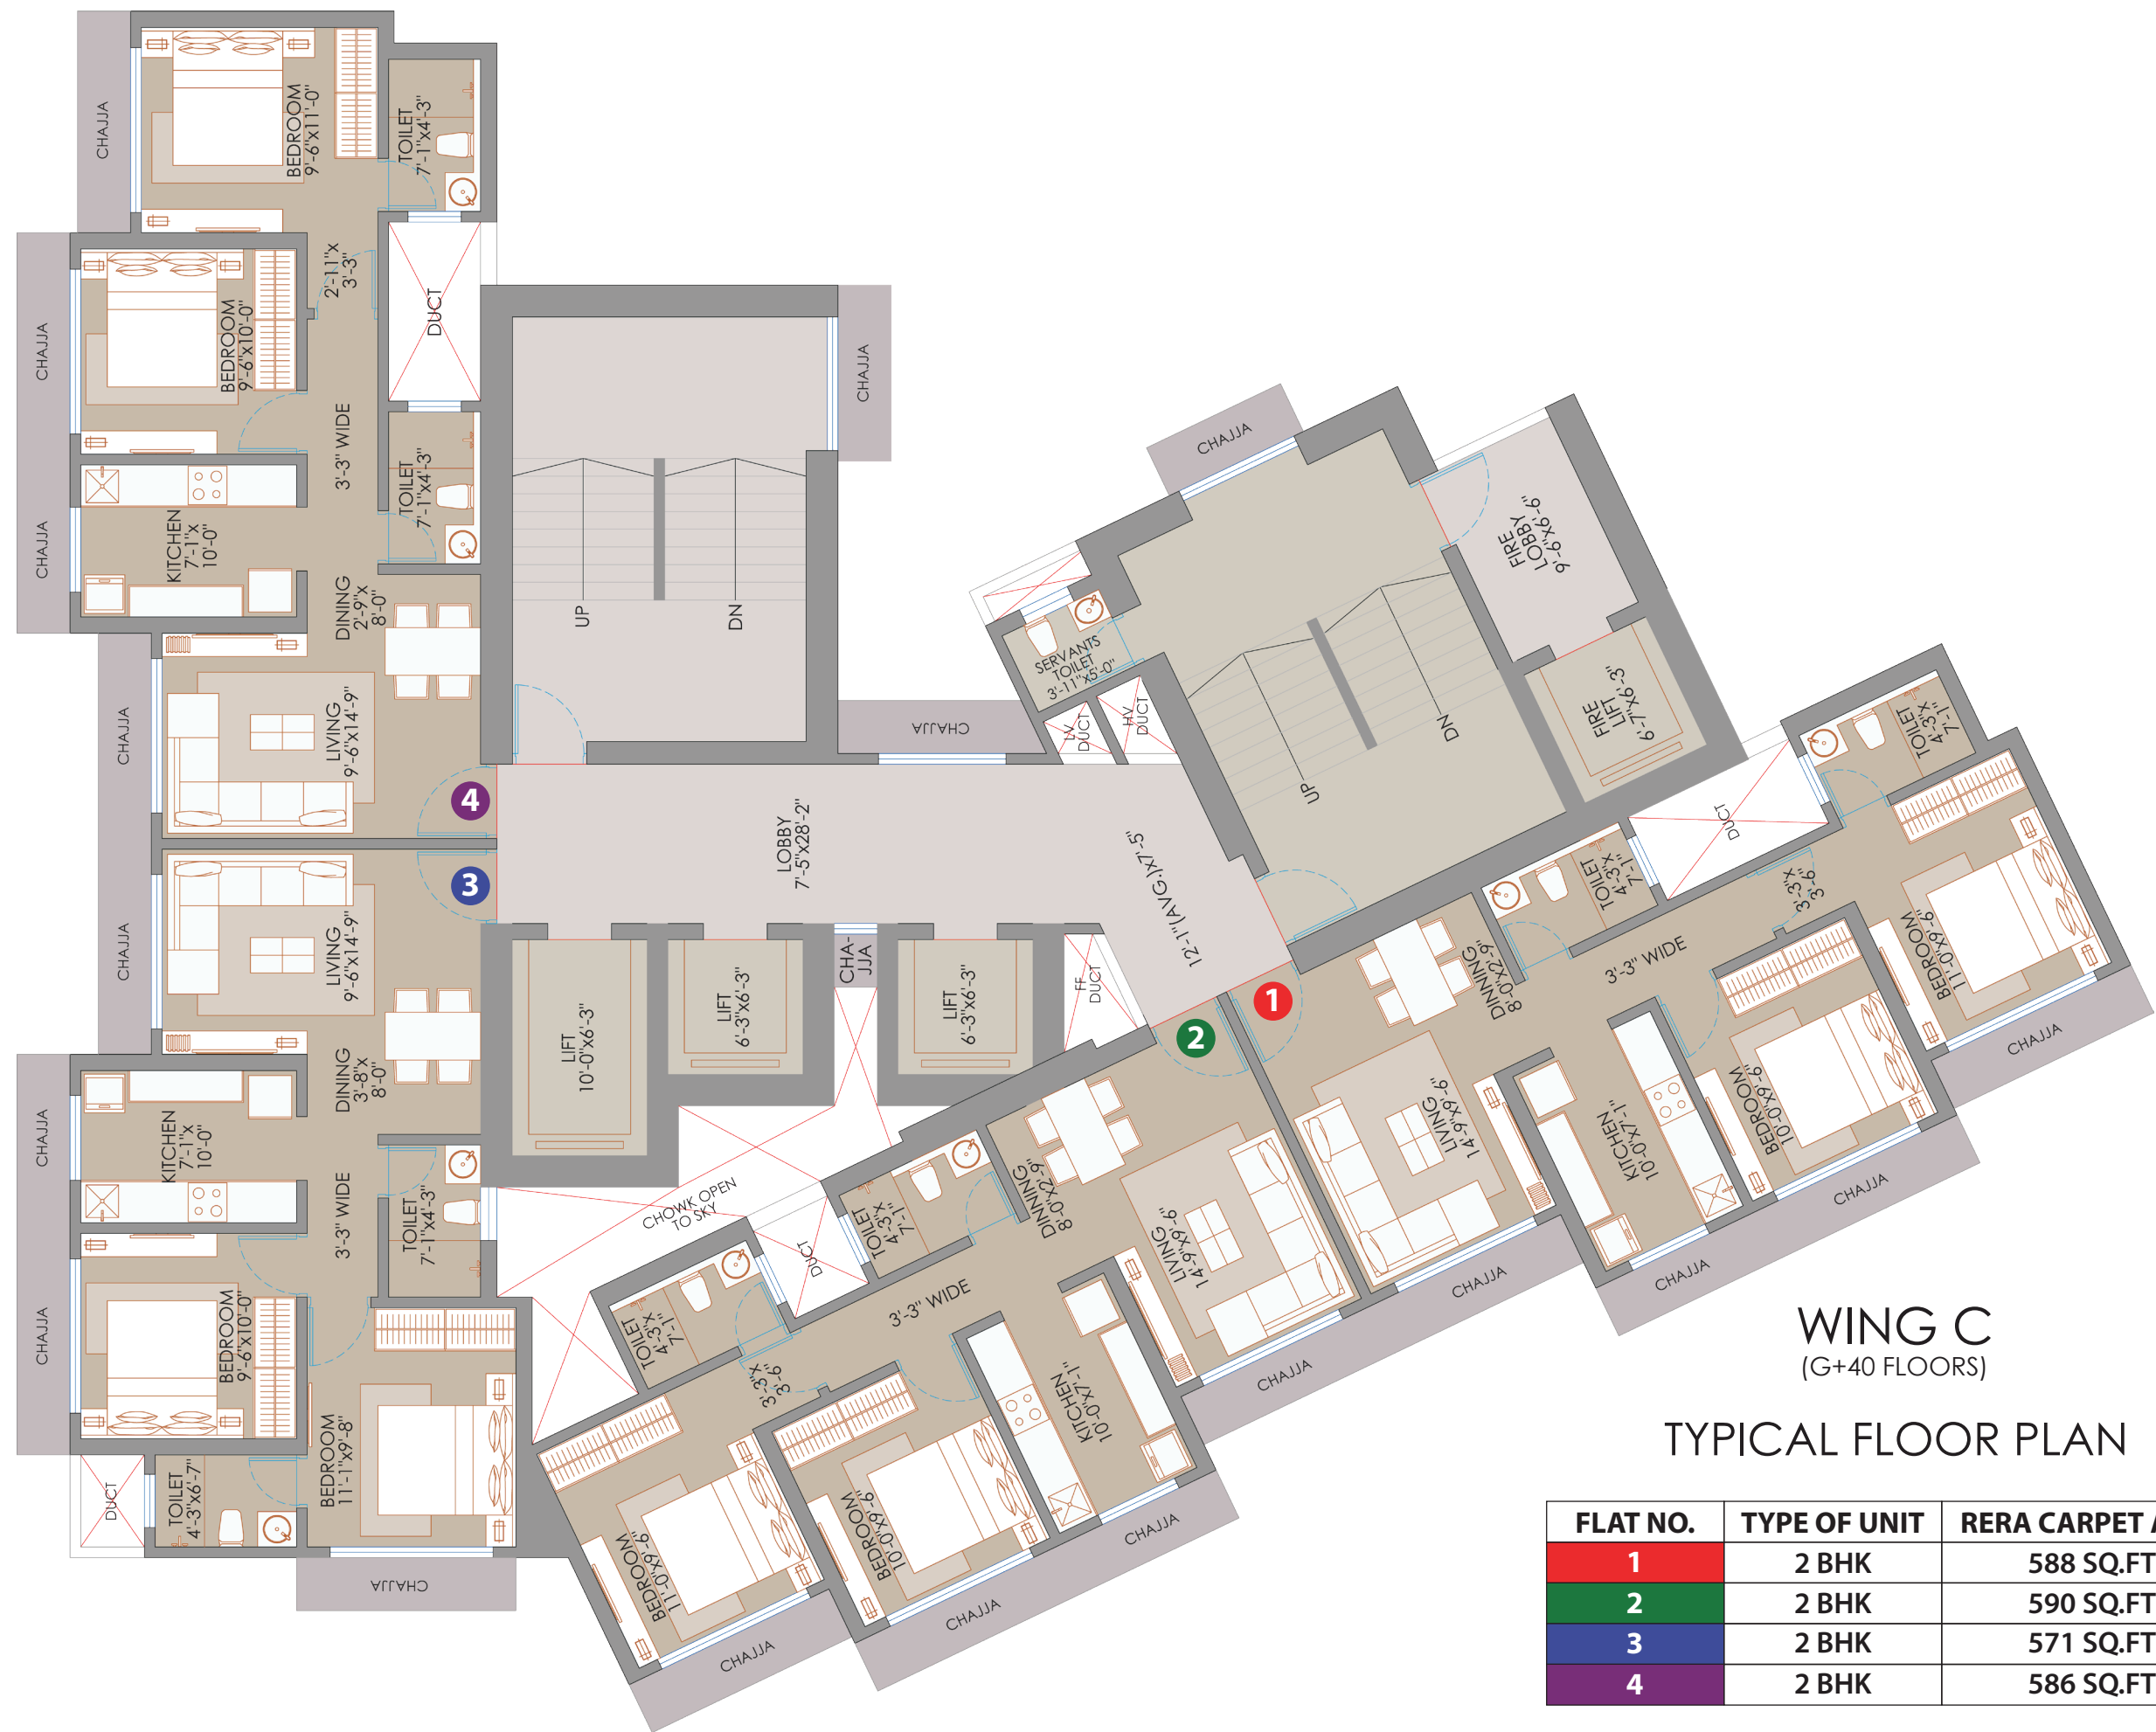 CHAJJA
BEDROOM
9'-6"x11'-0"
TOILET
7'-1"x4'-3"
CHAJJA
BEDROOM
9'-6"x10'-0"
2'-11"x
3'-3"
DUCT
3'-3" WIDE
TOILET
7'-1"x4'-3"
CHAJJA
KITCHEN
7'-1"x
10'-0"
DINING
2'-9"x
8'-0"
CHAJJA
LIVING
9'-6"x14'-9"
4
UP
DN
CHAJJA
CHAJJA
LOBBY
7'-5"x28'-2"
12'-1"(AVG.)x7'-5"
CHAJJA
SERVANTS
TOILET
3'-11"x5'-0"
LV
DUCT
HV
DUCT
UP
DN
FIRE
LOBBY
9'-6"x6'-6"
FIRE
LIFT
6'-7"x6'-3"
3
CHAJJA
LIVING
9'-6"x14'-9"
DINING
3'-8"x
8'-0"
CHAJJA
KITCHEN
7'-1"x
10'-0"
3'-3" WIDE
TOILET
7'-1"x4'-3"
CHAJJA
BEDROOM
9'-6"x10'-0"
BEDROOM
11'-1"x9'-8"
DUCT
TOILET
4'-3"x6'-7"
CHAJJA
LIFT
10'-0"x6'-3"
LIFT
6'-3"x6'-3"
CHA-
JJA
LIFT
6'-3"x6'-3"
FF
DUCT
CHOWK OPEN
TO SKY
2
DINNING
8'-0"x2'-9"
LIVING
14'-9"x9'-6"
TOILET
4'-3"x
7'-1"
DUCT
TOILET
4'-3"x
7'-1"
3'-3" WIDE
3'-3"x
3'-6"
KITCHEN
10'-0"x7'-1"
BEDROOM
10'-0"x9'-6"
BEDROOM
11'-0"x9'-6"
CHAJJA
CHAJJA
CHAJJA
CHAJJA
1
DINNING
8'-0"x2'-9"
LIVING
14'-9"x9'-6"
TOILET
4'-3"x
7'-1"
DUCT
TOILET
4'-3"x
7'-1"
3'-3" WIDE
3'-3"x
3'-6"
KITCHEN
10'-0"x7'-1"
BEDROOM
10'-0"x9'-6"
BEDROOM
11'-0"x9'-6"
CHAJJA
CHAJJA
CHAJJA
CHAJJA
WING C
(G+40 FLOORS)
TYPICAL FLOOR PLAN
FLAT NO. TYPE OF UNIT RERA CARPET A
1 2 BHK 588 SQ.FT
2 2 BHK 590 SQ.FT
3 2 BHK 571 SQ.FT
4 2 BHK 586 SQ.FT